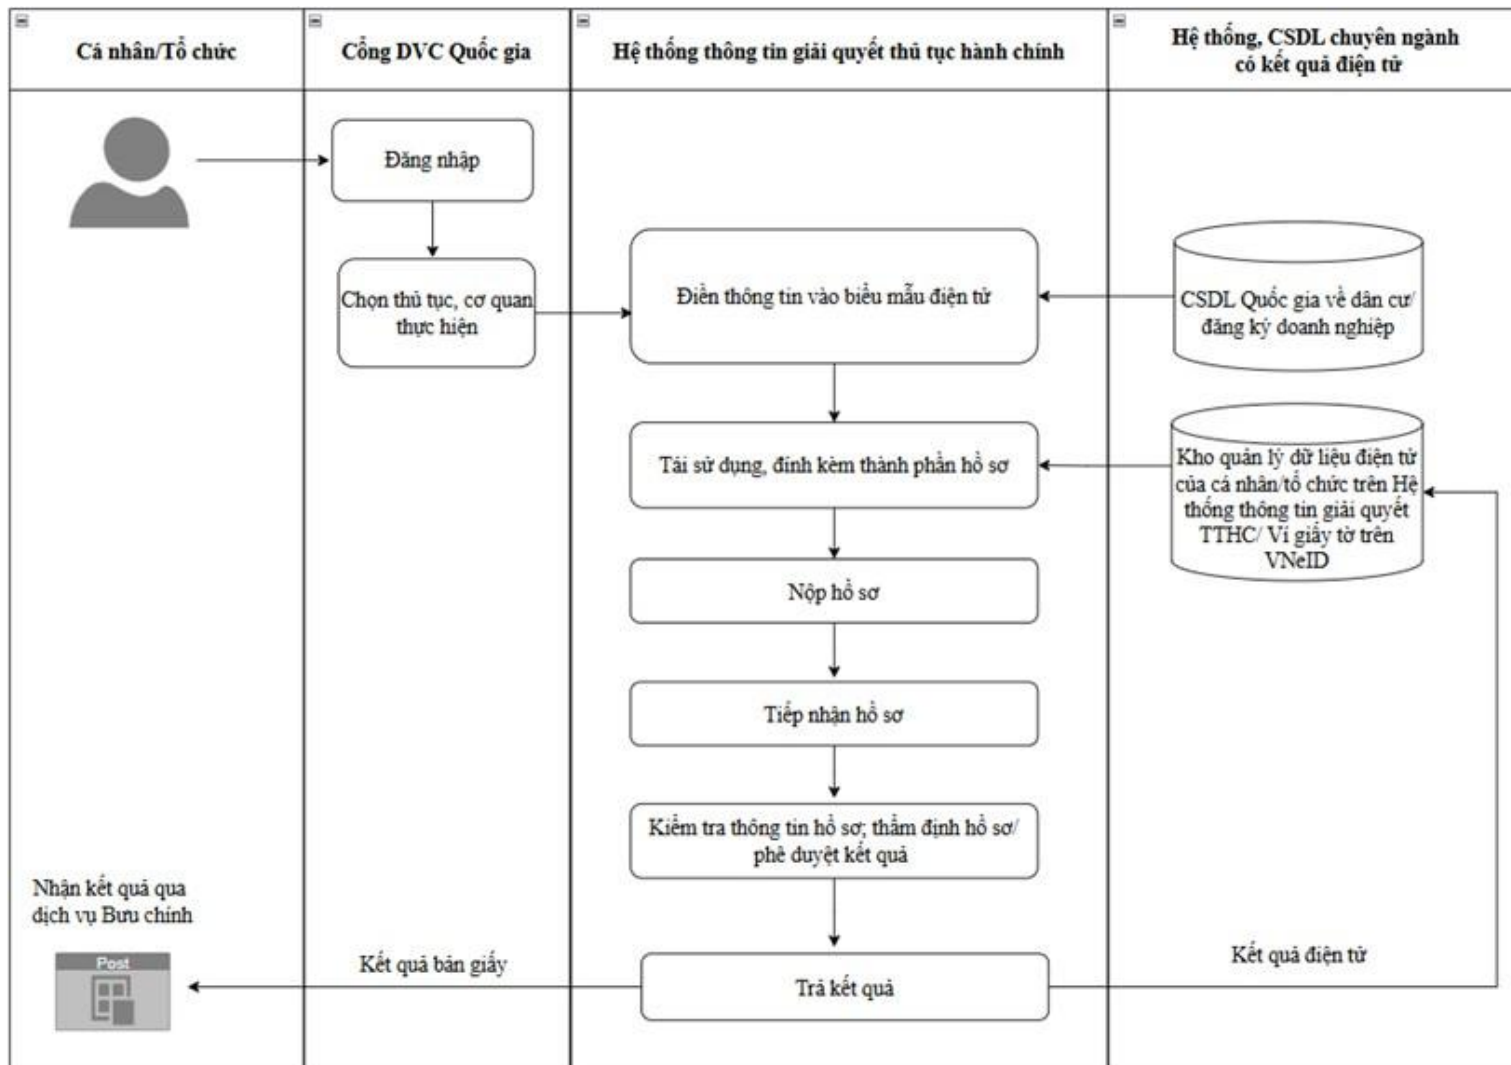 Cá nhân/Tổ chức
Cổng DVC Quốc gia
Hệ thống thông tin giải quyết thủ tục hành chính
Hệ thống, CSDL chuyên ngành
có kết quả điện tử
Đăng nhập
Chọn thủ tục, cơ quan
thực hiện
Điền thông tin vào biểu mẫu điện tử
CSDL Quốc gia về dân cư/
đăng ký doanh nghiệp
Tái sử dụng, đính kèm thành phần hồ sơ
Kho quản lý dữ liệu điện tử
của cá nhân/tổ chức trên Hệ
thống thông tin giải quyết
TTHC/ Ví giấy tờ trên
VNeID
Nộp hồ sơ
Tiếp nhận hồ sơ
Kiểm tra thông tin hồ sơ; thẩm định hồ sơ/
phê duyệt kết quả
Nhận kết quả qua
dịch vụ Bưu chính
Post
Kết quả bản giấy
Trả kết quả
Kết quả điện tử